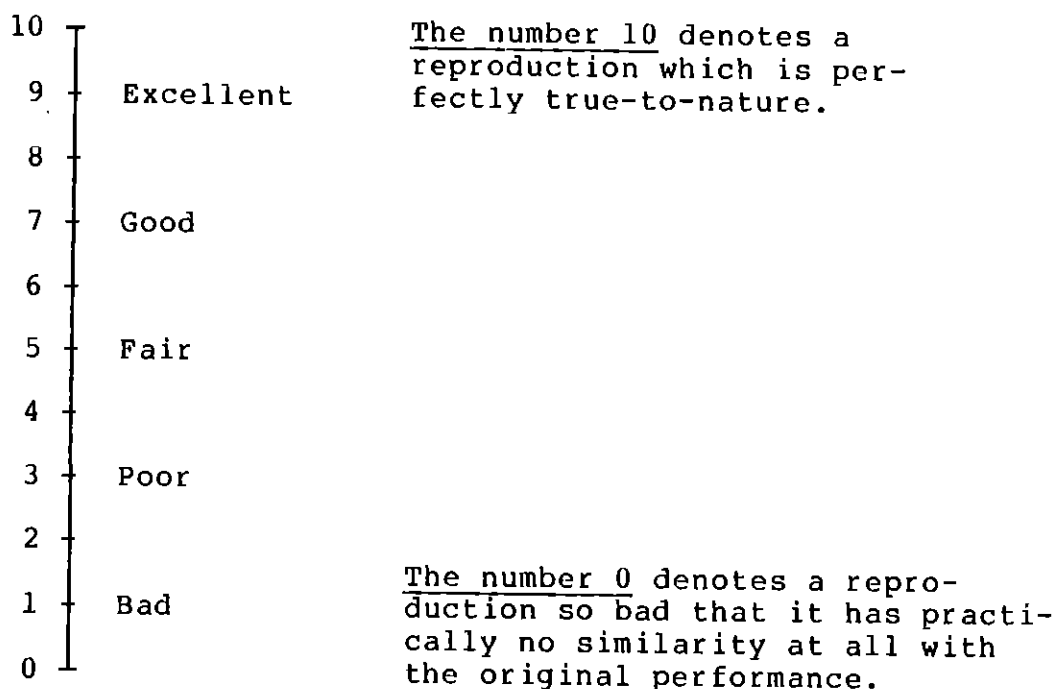 10
The number 10 denotes a
reproduction which is per-
9 Excellent
fectly true-to-nature.
8
7 Good
6
5 Fair
4
3 Poor
2
The number 0 denotes a repro-
1 Bad
duction so bad that it has practi-
cally no similarity at all with
0
the original performance.